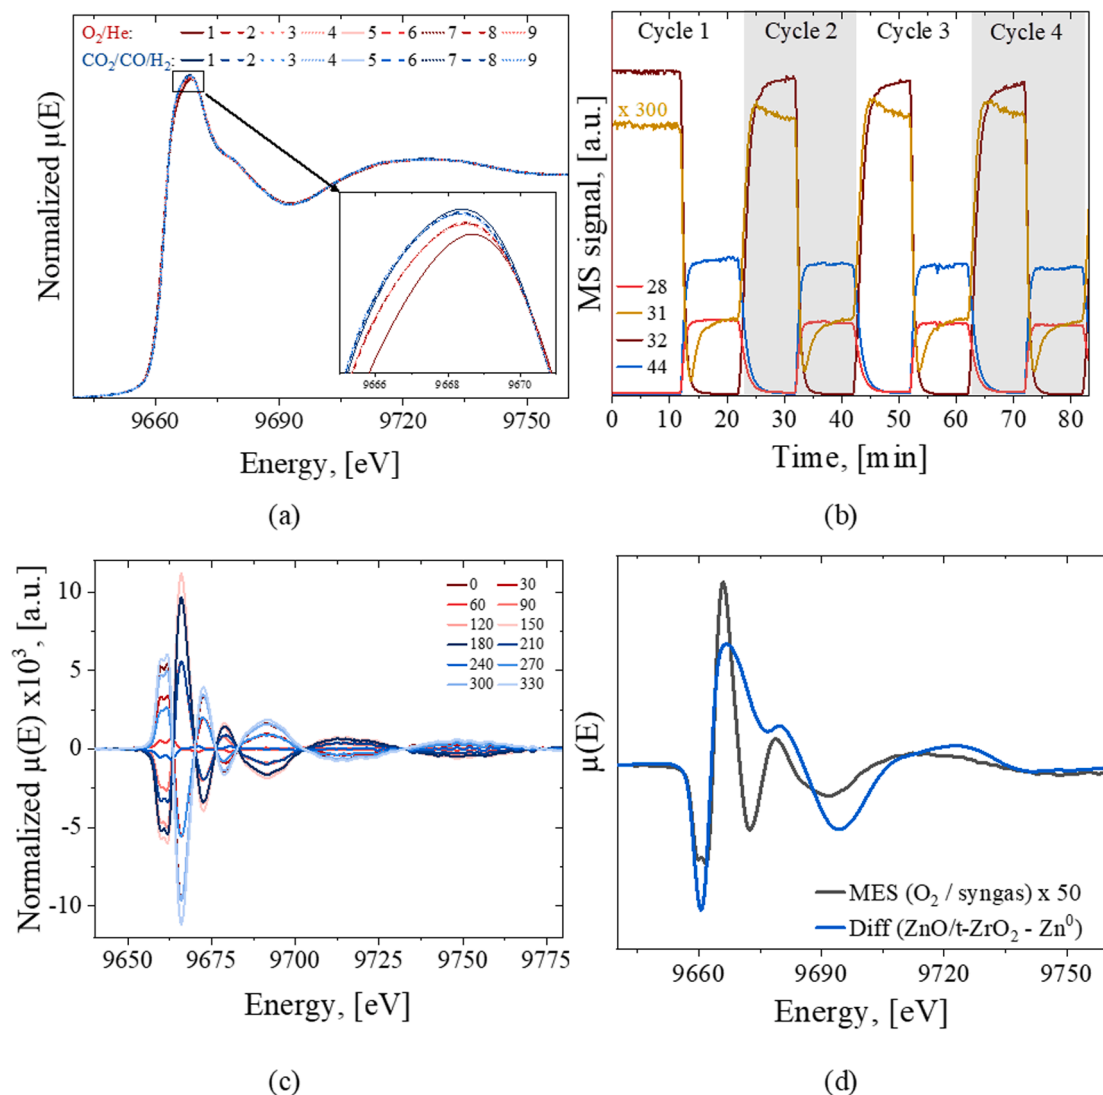 O₂/He: 1 2 3 4 5 6 7 8 9
CO₂/CO/H₂: 1 2 3 4 5 6 7 8 9
Normalized μ(E)
9666 9668 9670
9660 9690 9720 9750
Energy, [eV]
(a)
Cycle 1 Cycle 2 Cycle 3 Cycle 4
x 300
MS signal, [a.u.]
28
31
32
44
0 10 20 30 40 50 60 70 80
Time, [min]
(b)
Normalized μ(E) x10³, [a.u.]
10
5
0
-5
-10
0 30
60 90
120 150
180 210
240 270
300 330
9650 9675 9700 9725 9750 9775
Energy, [eV]
(c)
μ(E)
MES (O₂ / syngas) x 50
Diff (ZnO/t-ZrO₂ - Zn⁰)
9660 9690 9720 9750
Energy, [eV]
(d)